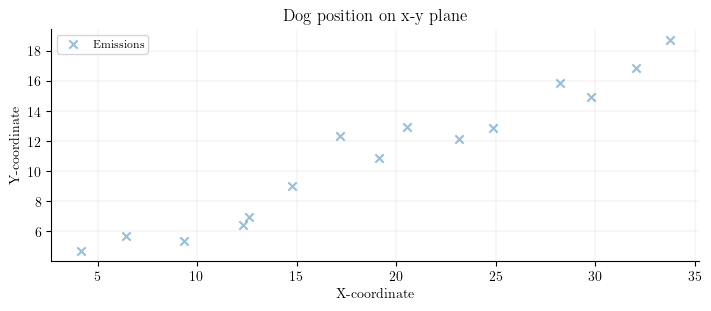 Dog position on x-y plane
Emissions
18
16
14
12
10
8
6
Y-coordinate
5 10 15 20 25 30 35
X-coordinate